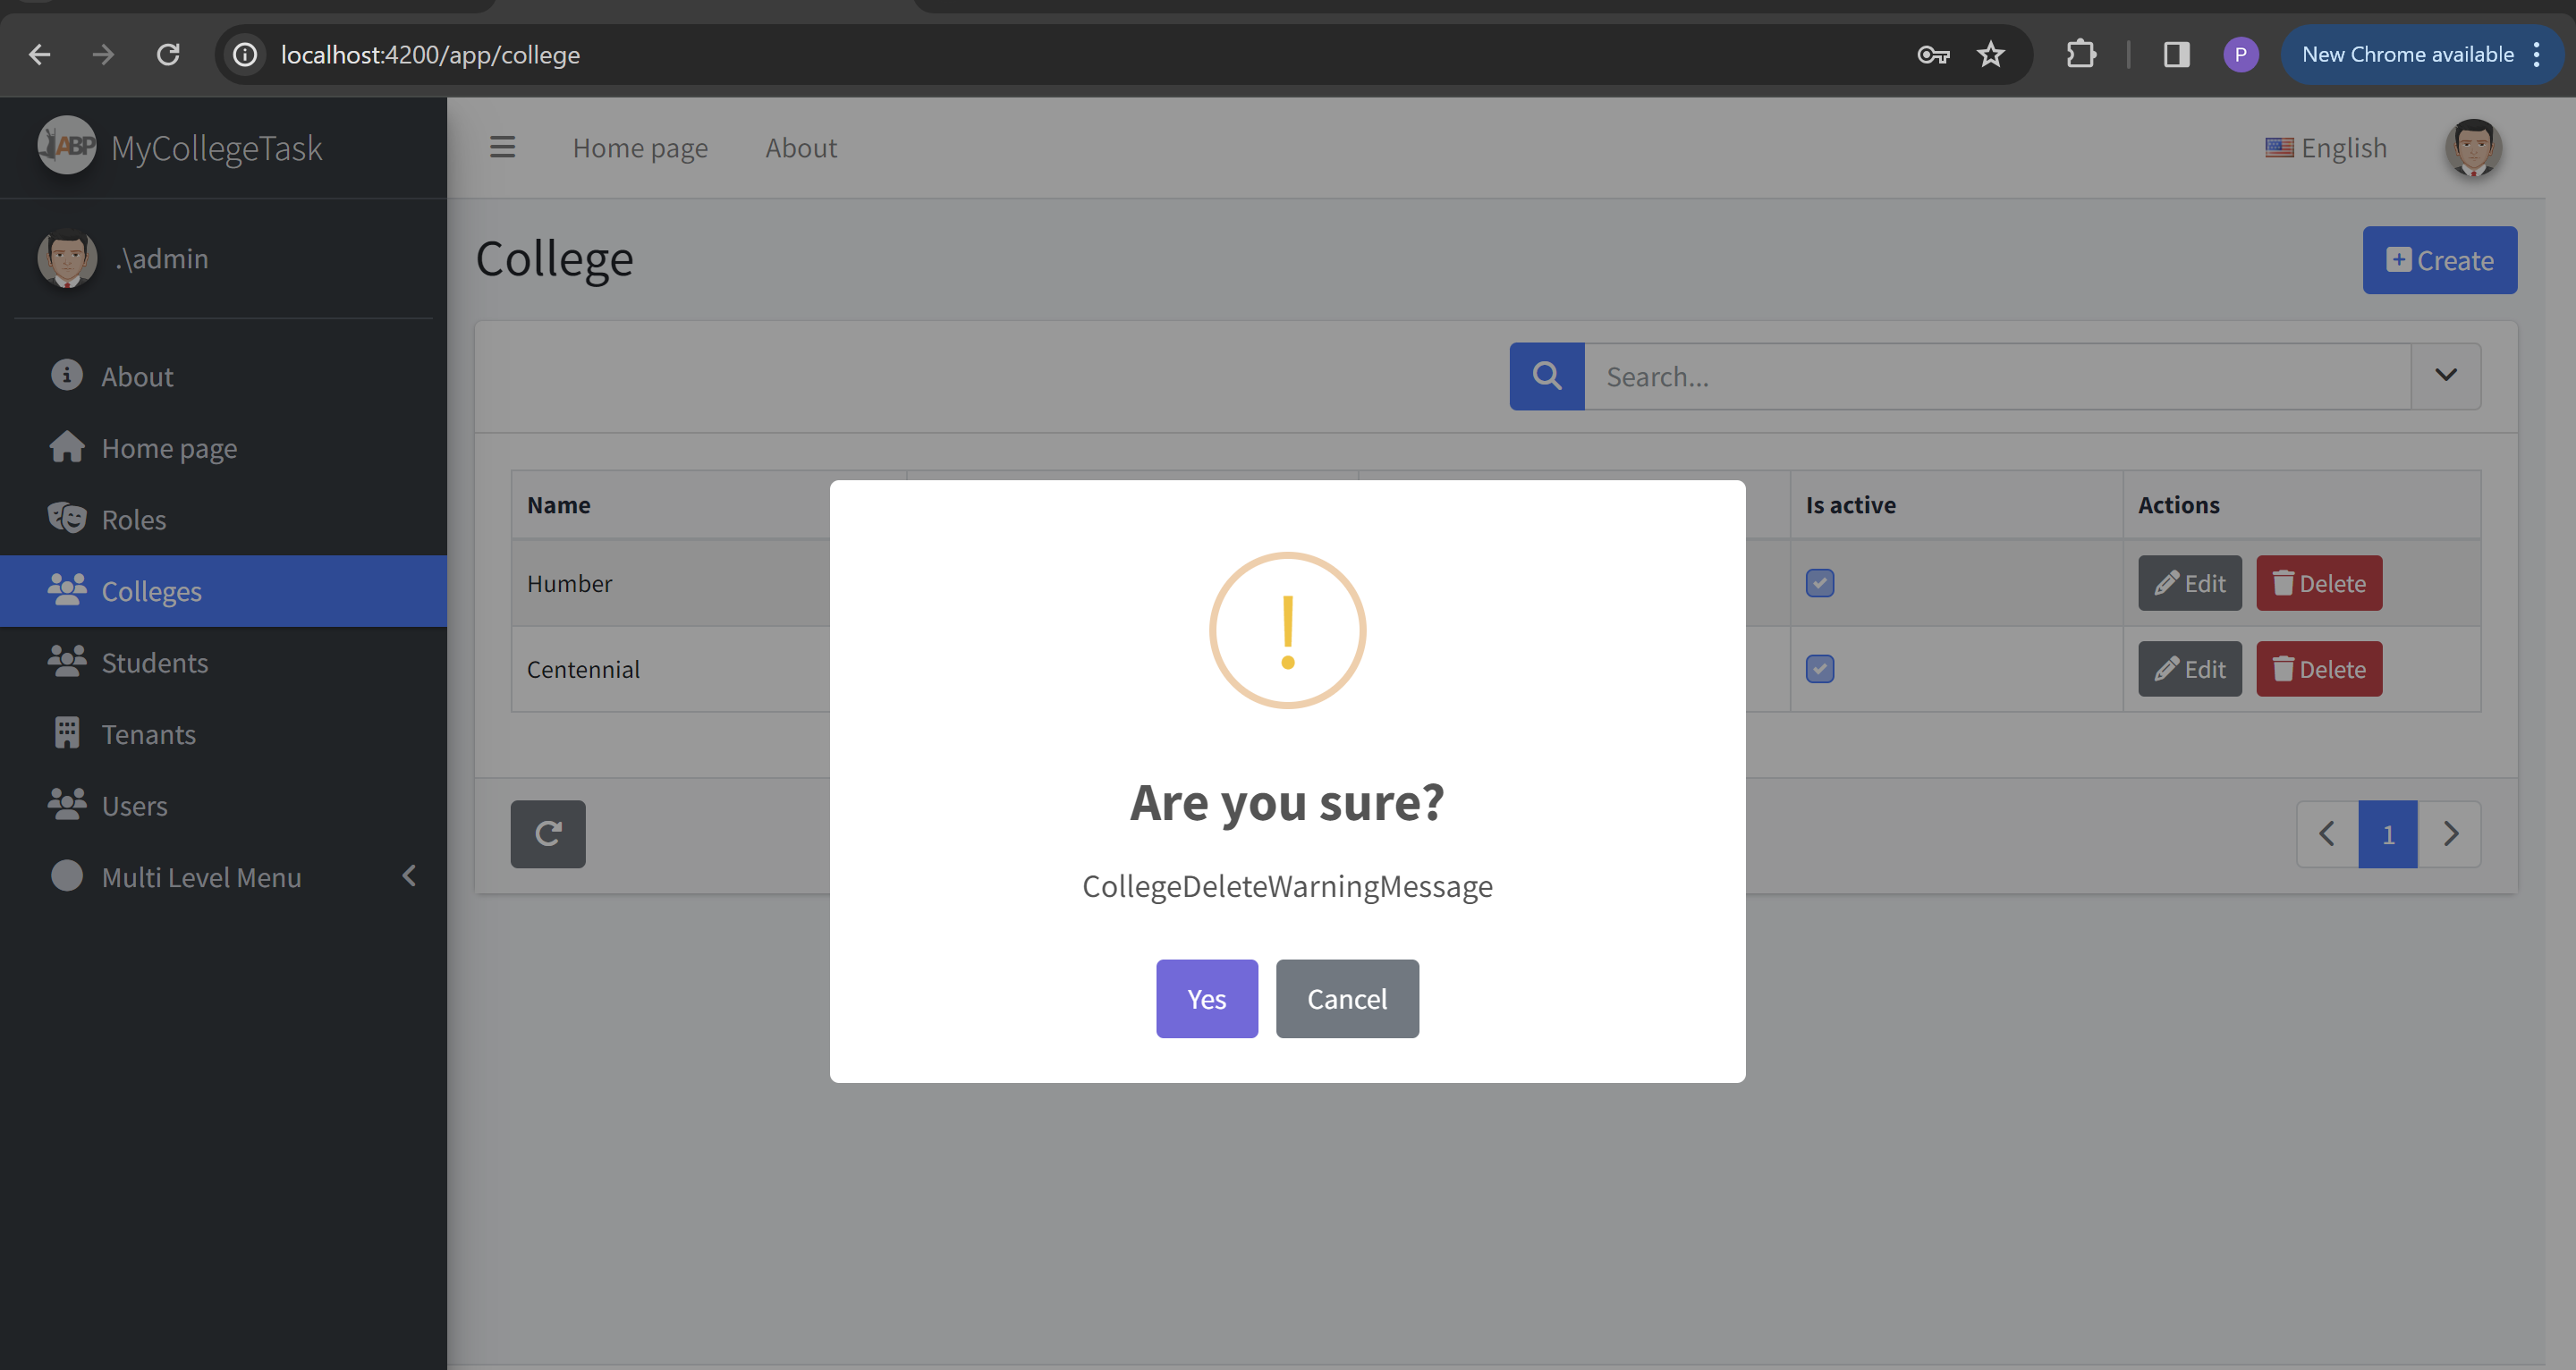 localhost:4200/app/college
P
New Chrome available
ABP
MyCollegeTask
Home page
About
English
.\admin
College
Create
About
Search...
Home page
Name
Is active
Actions
Roles
Humber
Edit
Delete
Colleges
Centennial
Edit
Delete
Students
Tenants
Are you sure?
Users
1
Multi Level Menu
CollegeDeleteWarningMessage
Yes
Cancel